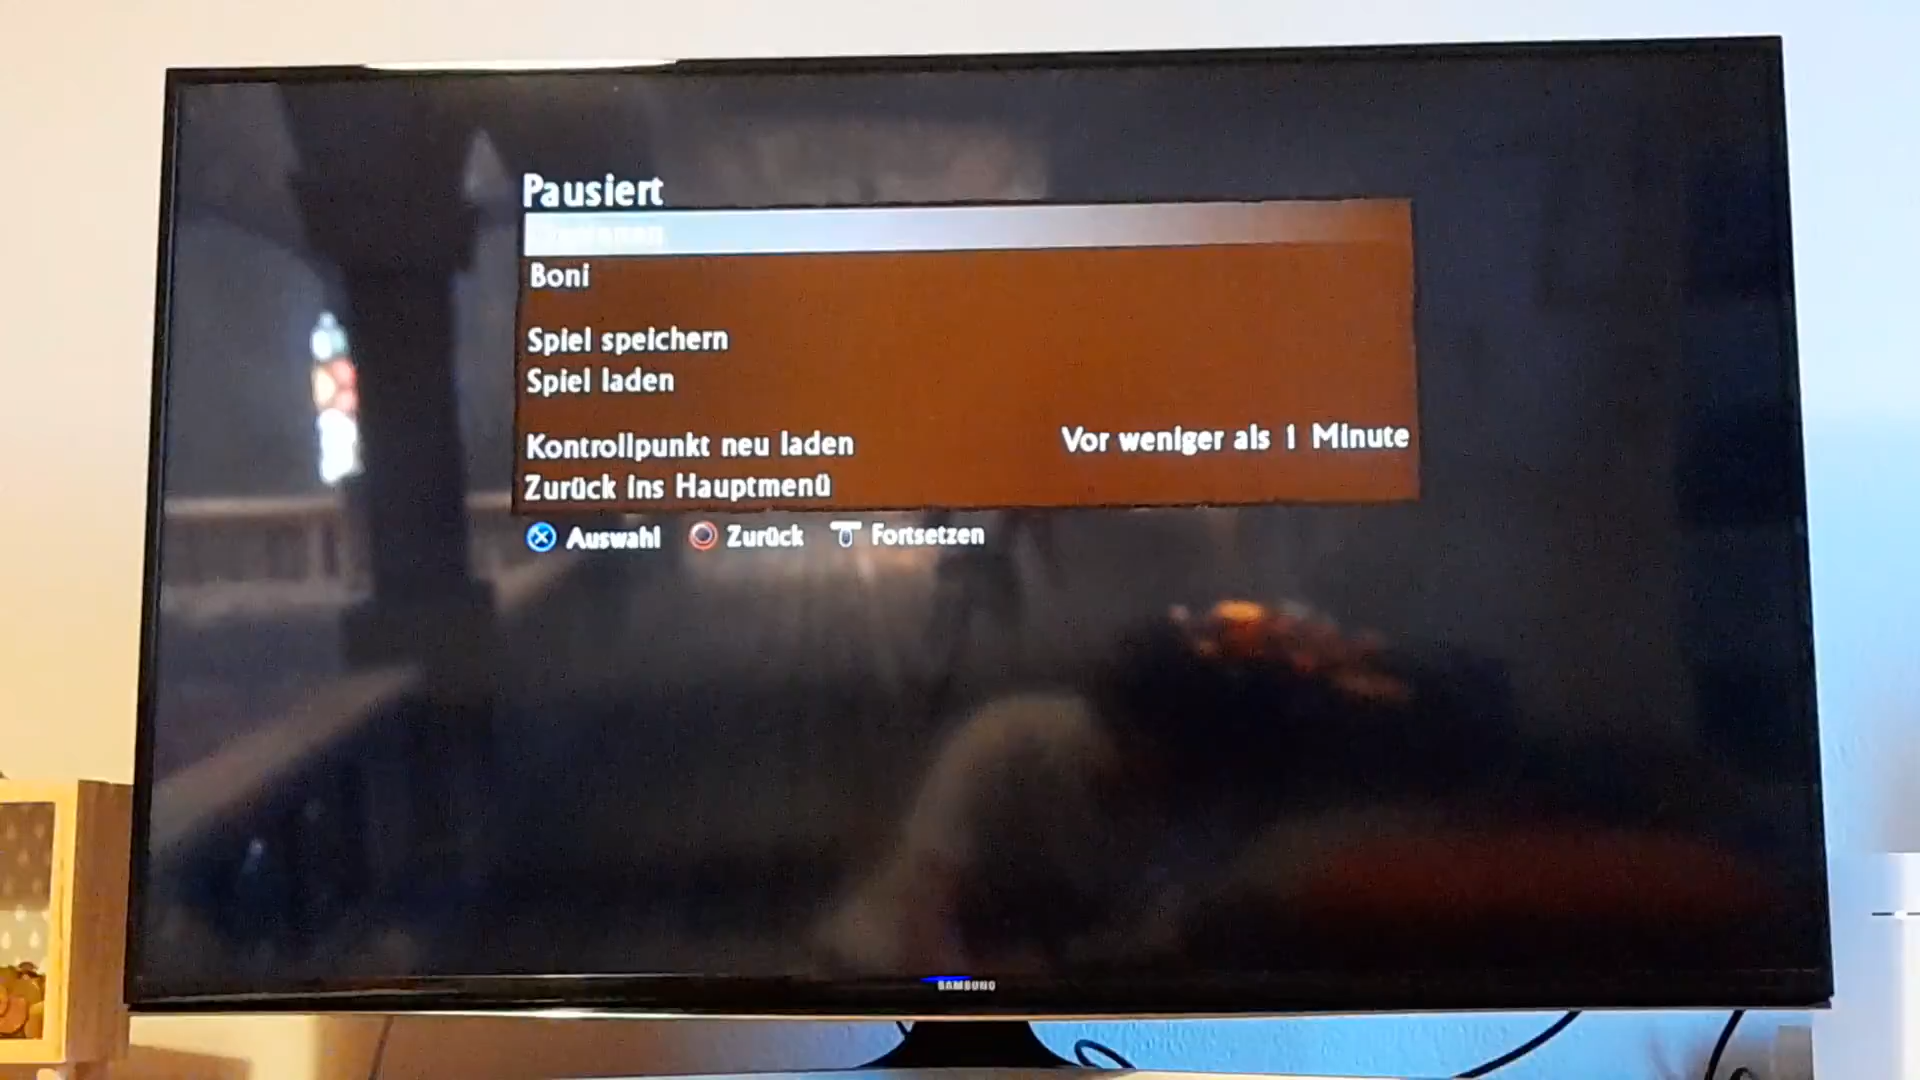 Pausiert
Boni
Spiel speichern
Spiel laden
Kontrollpunkt neu laden Vor weniger als 1 Minute
Zurück ins Hauptmenü
Auswahl Zurück Fortsetzen
SAMSUNG